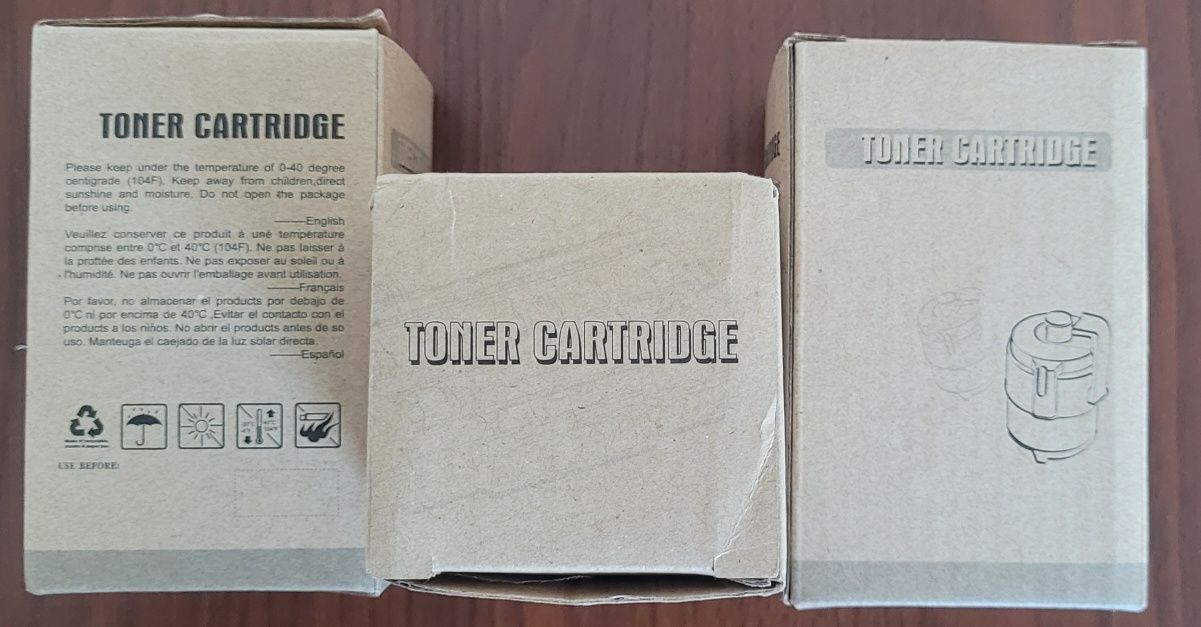 TONER CARTRIDGE
Please keep under the temperature of 0-40 degree
centigrade (104F). Keep away from children,direct
sunshine and moisture. Do not open the package
before using.
——English
Veuillez conserver ce produit à une température
comprise entre 0°C et 40°C (104F). Ne pas laisser à
la proftée des enfants. Ne pas exposer au soleil ou à
l'humidité. Ne pas ouvrir l'emballage avant utilisation.
——Français
Por favor, no almacenar el products por debajo de
0°C ni por encima de 40°C ,Evitar el contacto con el
products a los niños. No abrir el products antes de so
uso. Manteuga el caejado de la luz solar directa.
——Español
USE BEFORE:
TONER CARTRIDGE
TONER CARTRIDGE